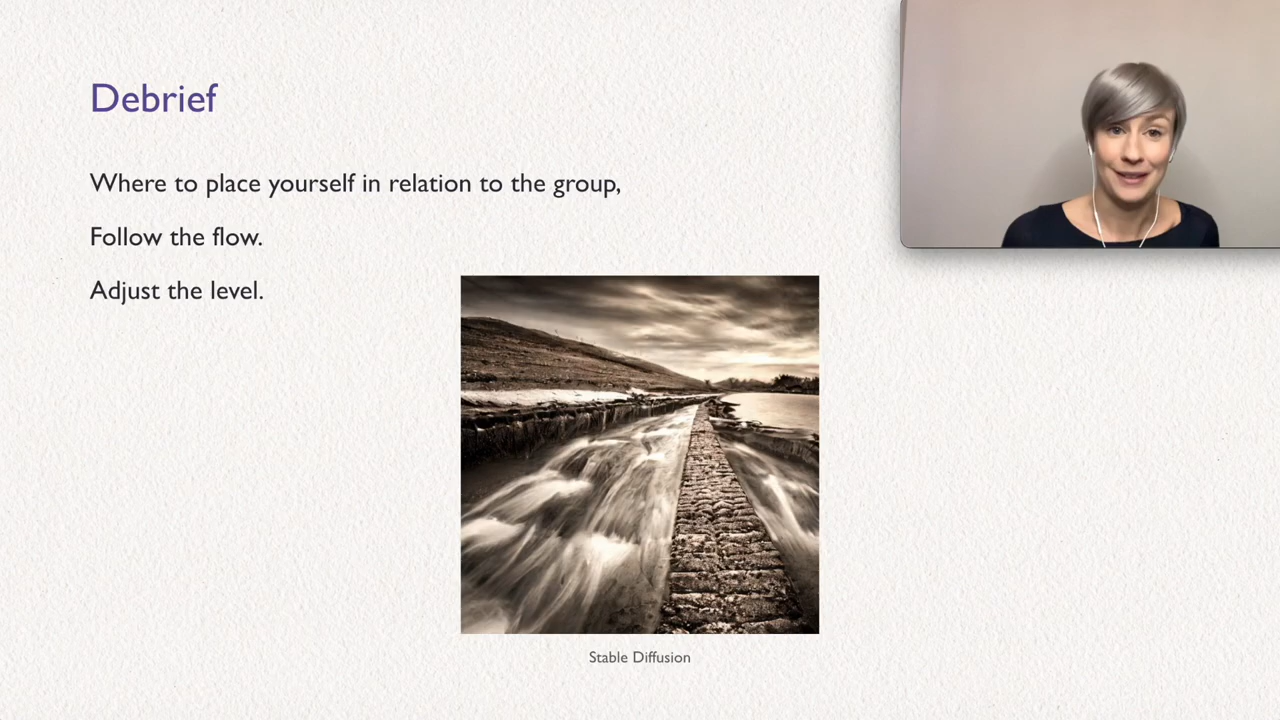 Debrief
Where to place yourself in relation to the group,
Follow the flow.
Adjust the level.
Stable Diffusion